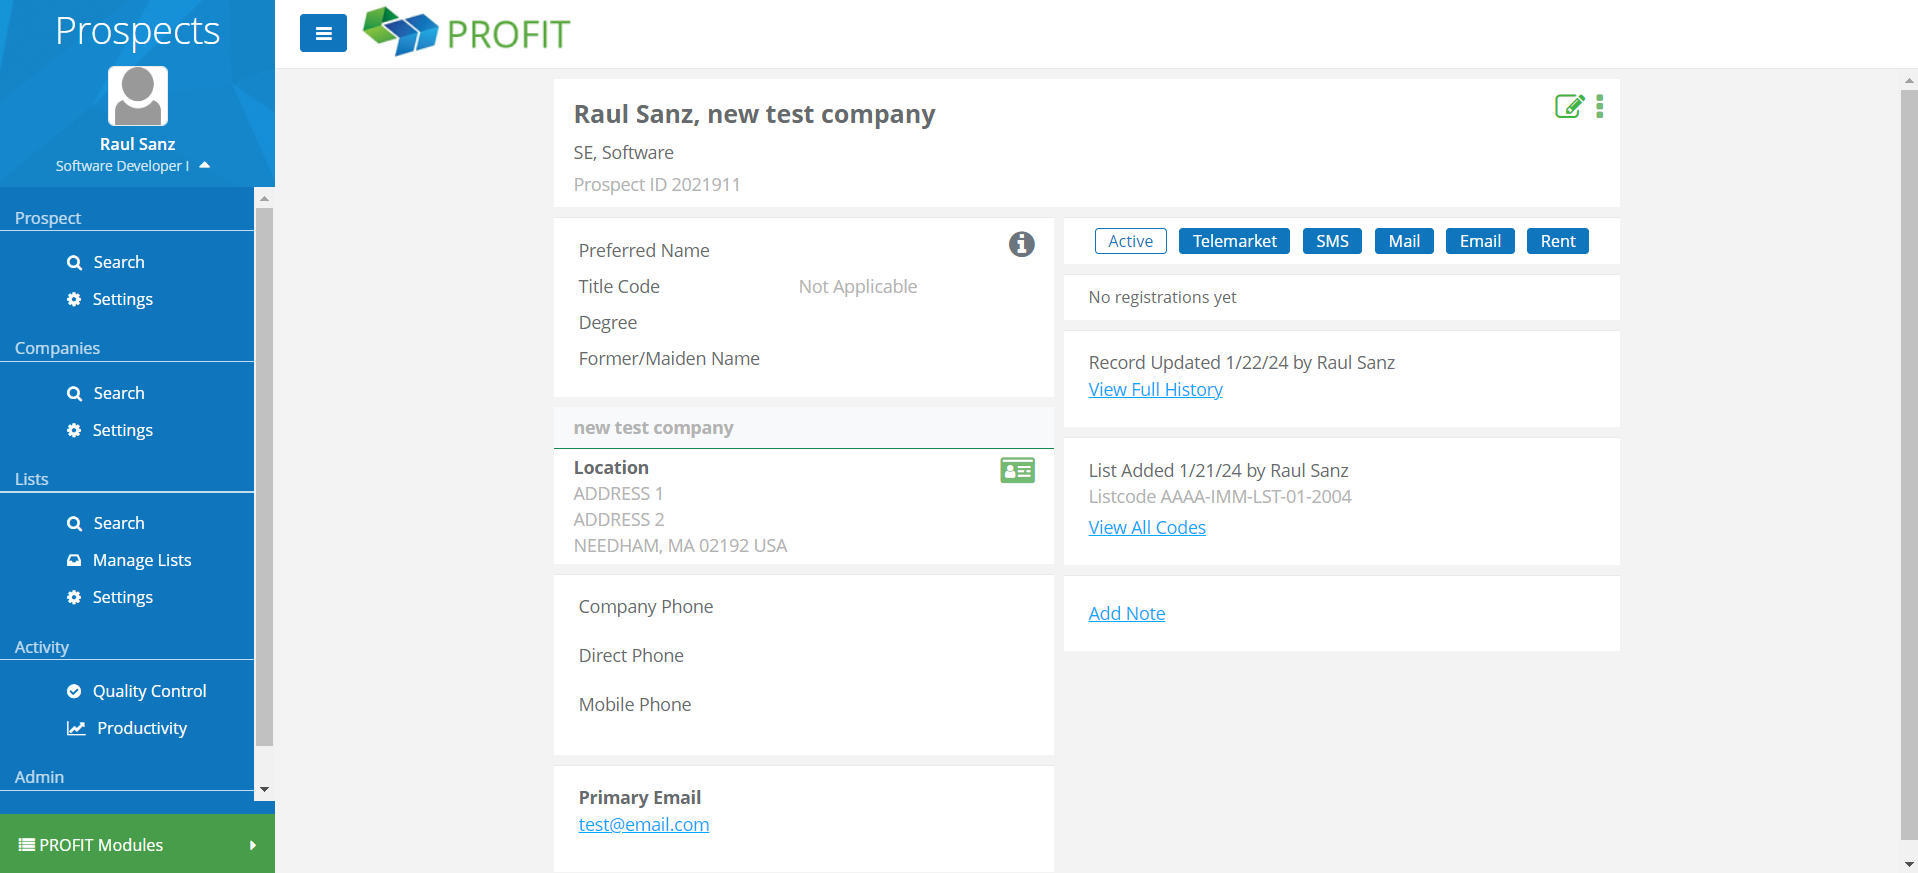 Prospects
Raul Sanz
Software Developer I
Prospect
Search
Settings
Companies
Search
Settings
Lists
Search
Manage Lists
Settings
Activity
Quality Control
Productivity
Admin
PROFIT Modules
PROFIT
Raul Sanz, new test company
SE, Software
Prospect ID 2021911
Preferred Name
Title Code Not Applicable
Degree
Former/Maiden Name
new test company
Location
ADDRESS 1
ADDRESS 2
NEEDHAM, MA 02192 USA
Company Phone
Direct Phone
Mobile Phone
Primary Email
test@email.com
Active Telemarket SMS Mail Email Rent
No registrations yet
Record Updated 1/22/24 by Raul Sanz
View Full History
List Added 1/21/24 by Raul Sanz
Listcode AAAA-IMM-LST-01-2004
View All Codes
Add Note